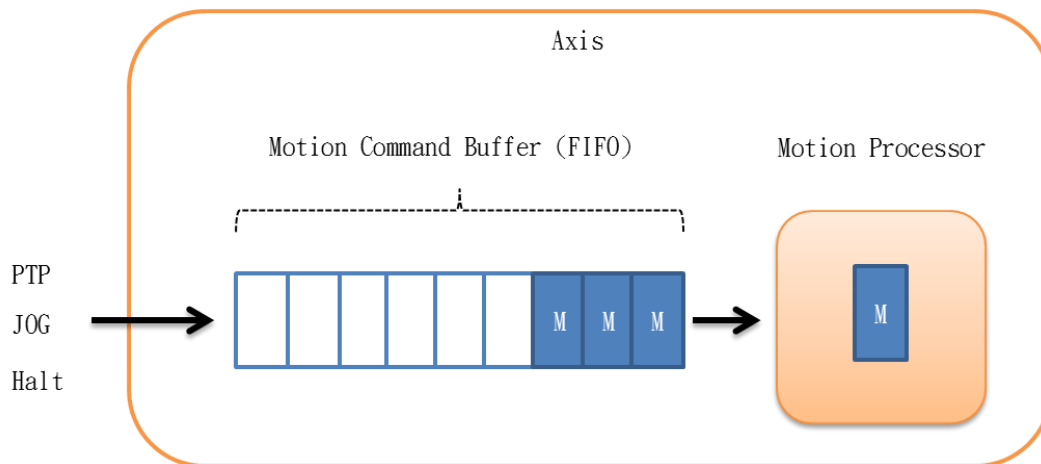 Axis
Motion Command Buffer (FIFO)
Motion Processor
PTP
JOG
Halt
M M M
M